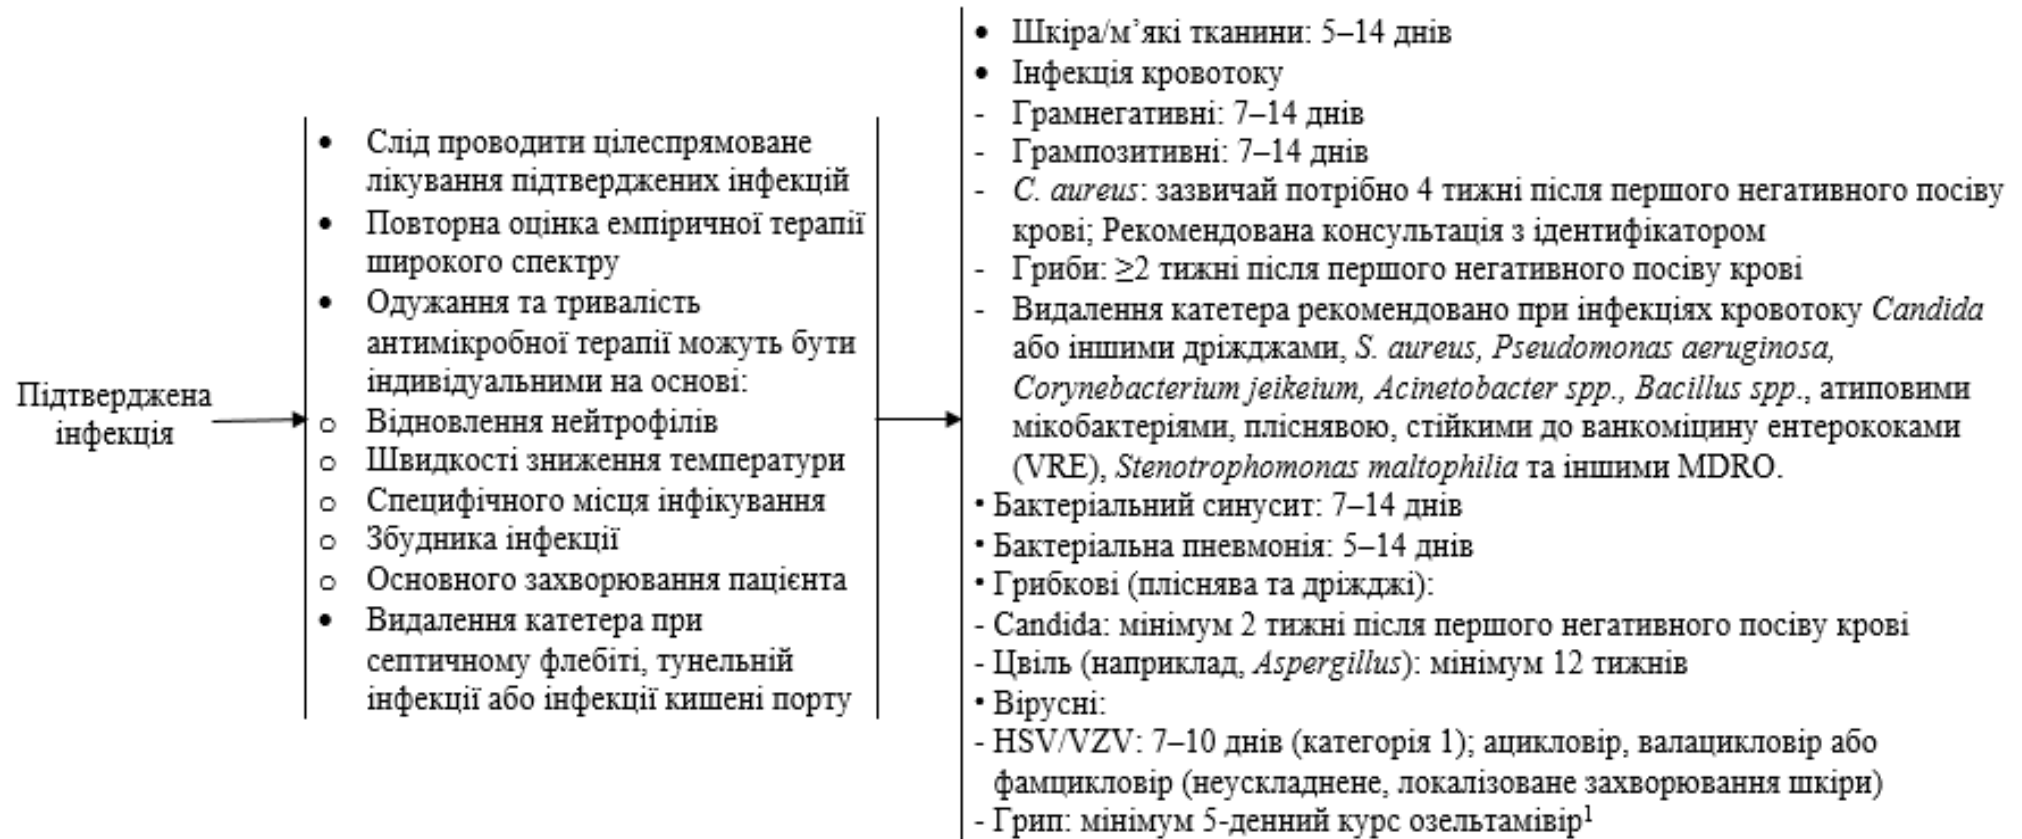 Підтверджена
інфекція
• Слід проводити цілеспрямоване
лікування підтверджених інфекцій
• Повторна оцінка емпіричної терапії
широкого спектру
• Одужання та тривалість
антимікробної терапії можуть бути
індивідуальними на основі:
o Відновлення нейтрофілів
o Швидкості зниження температури
o Специфічного місця інфікування
o Збудника інфекції
o Основного захворювання пацієнта
• Видалення катетера при
септичному флебіті, тунельній
інфекції або інфекції кишені порту
• Шкіра/м’які тканини: 5–14 днів
• Інфекція кровотоку
- Грамнегативні: 7–14 днів
- Грампозитивні: 7–14 днів
- C. aureus: зазвичай потрібно 4 тижні після першого негативного посіву
крові; Рекомендована консультація з ідентифікатором
- Гриби: ≥2 тижні після першого негативного посіву крові
- Видалення катетера рекомендовано при інфекціях кровотоку Candida
або іншими дріжджами, S. aureus, Pseudomonas aeruginosa,
Corynebacterium jeikeium, Acinetobacter spp., Bacillus spp., атиповими
мікобактеріями, пліснявою, стійкими до ванкоміцину ентерококами
(VRE), Stenotrophomonas maltophilia та іншими MDRO.
• Бактеріальний синусит: 7–14 днів
• Бактеріальна пневмонія: 5–14 днів
• Грибкові (пліснява та дріжджі):
- Candida: мінімум 2 тижні після першого негативного посіву крові
- Цвіль (наприклад, Aspergillus): мінімум 12 тижнів
• Вірусні:
- HSV/VZV: 7–10 днів (категорія 1); ацикловір, валацикловір або
фамцикловір (неускладнене, локалізоване захворювання шкіри)
- Грип: мінімум 5-денний курс озельтамівір¹